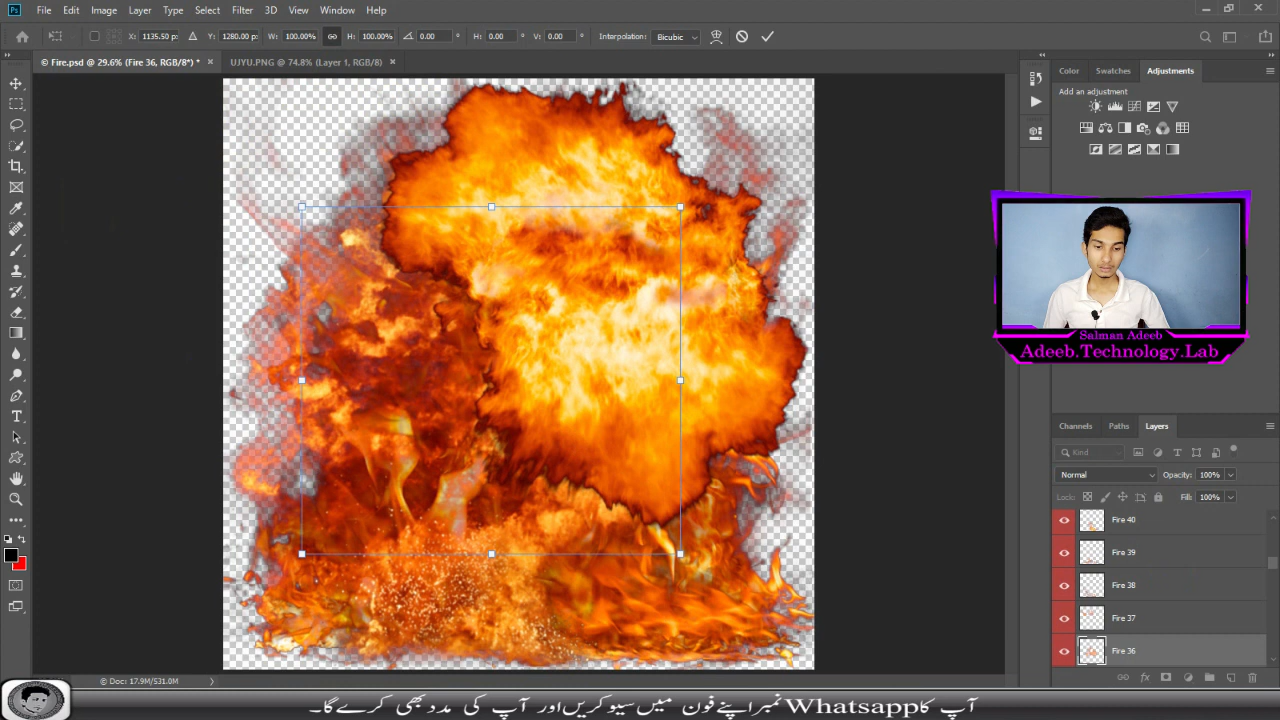 Ps File Edit Image Layer Type Select Filter 3D View Window Help
X: 1135.50 p Y: 1280.00 p W: 100.00% H: 100.00% 0.00 ° H: 0.00 ° V: 0.00 ° Interpolation: Bicubic
© Fire.psd @ 29.6% (Fire 36, RGB/8*) * × UJYU.PNG @ 74.8% (Layer 1, RGB/8) ×
Color Swatches Adjustments
Add an adjustment
Salman Adeeb
Adeeb.Technology.Lab
Channels Paths Layers
Kind
Normal Opacity: 100%
Lock: Fill: 100%
Fire 40
Fire 39
Fire 38
Fire 37
Fire 36
100% Doc: 17.9M/531.0M
آپ کا Whatsapp نمبر اپنے فون میں سیو کریں اور آپ کی مدد بھی کرے گا۔